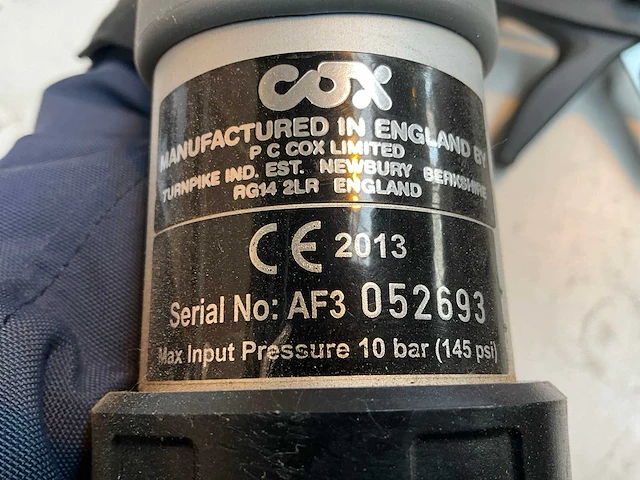 COX
MANUFACTURED IN ENGLAND BY
P C COX LIMITED
TURNPIKE IND. EST. NEWBURY BERKSHIRE
RG14 2LR ENGLAND
CE 2013
Serial No: AF3 052693
Max Input Pressure 10 bar (145 psi)